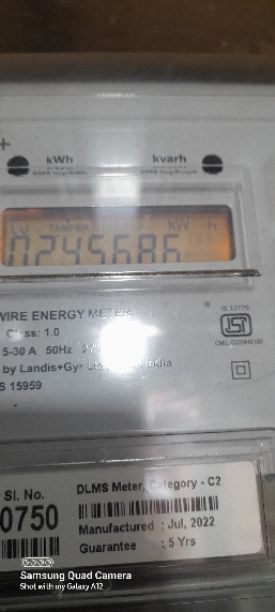 +
kWh kvarh
Cu TAMPER KW h
0245686
WIRE ENERGY METER
Class: 1.0
5-30 A 50Hz
by Landis+Gyr India
S 15959
IS 13779
Sl. No. DLMS Meter, Category - C2
0750
Manufactured : Jul, 2022
Guarantee : 5 Yrs
Samsung Quad Camera
Shot with my Galaxy A12